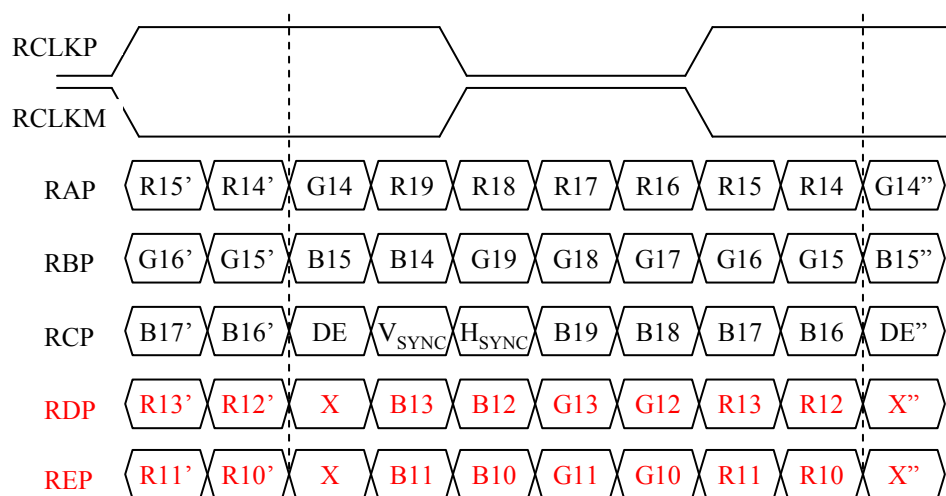 RCLKP
RCLKM
RAP R15’ R14’ G14 R19 R18 R17 R16 R15 R14 G14”
RBP G16’ G15’ B15 B14 G19 G18 G17 G16 G15 B15”
RCP B17’ B16’ DE VSYNC HSYNC B19 B18 B17 B16 DE”
RDP R13’ R12’ X B13 B12 G13 G12 R13 R12 X”
REP R11’ R10’ X B11 B10 G11 G10 R11 R10 X”